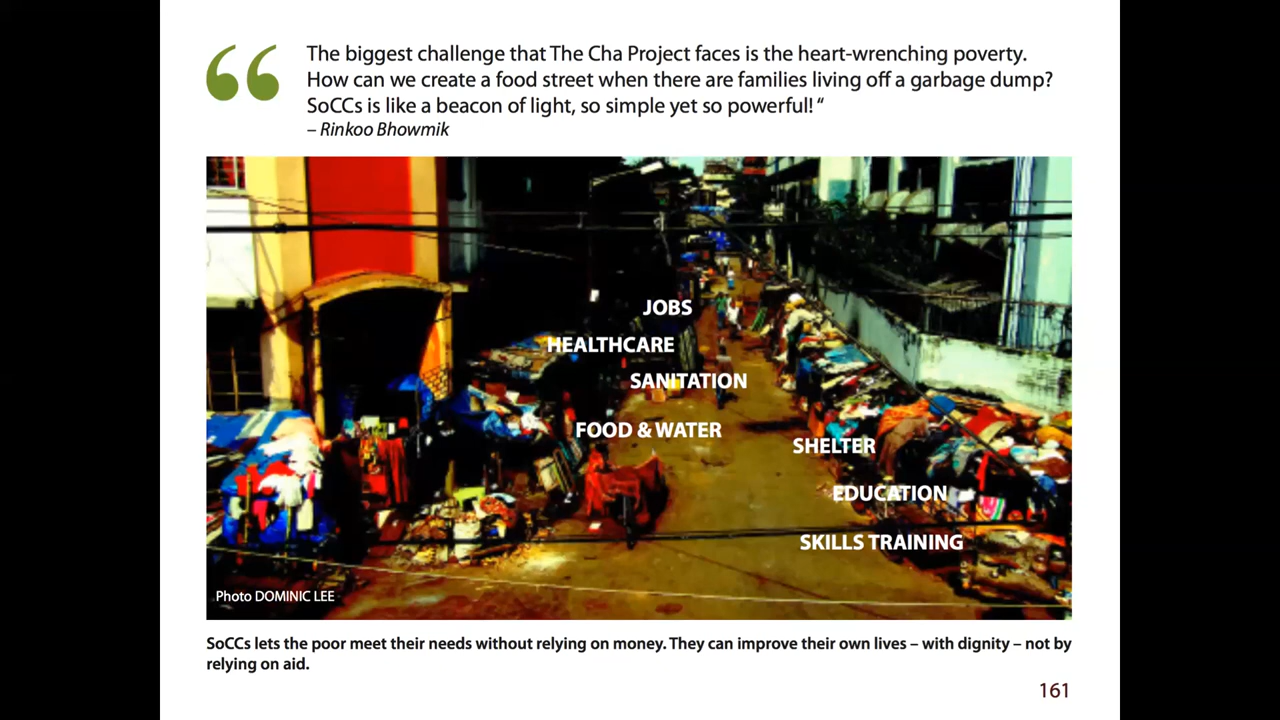 “
The biggest challenge that The Cha Project faces is the heart-wrenching poverty.
How can we create a food street when there are families living off a garbage dump?
SoCCs is like a beacon of light, so simple yet so powerful! “
– Rinkoo Bhowmik
JOBS
HEALTHCARE
SANITATION
FOOD & WATER
SHELTER
EDUCATION
SKILLS TRAINING
Photo DOMINIC LEE
SoCCs lets the poor meet their needs without relying on money. They can improve their own lives – with dignity – not by
relying on aid.
161